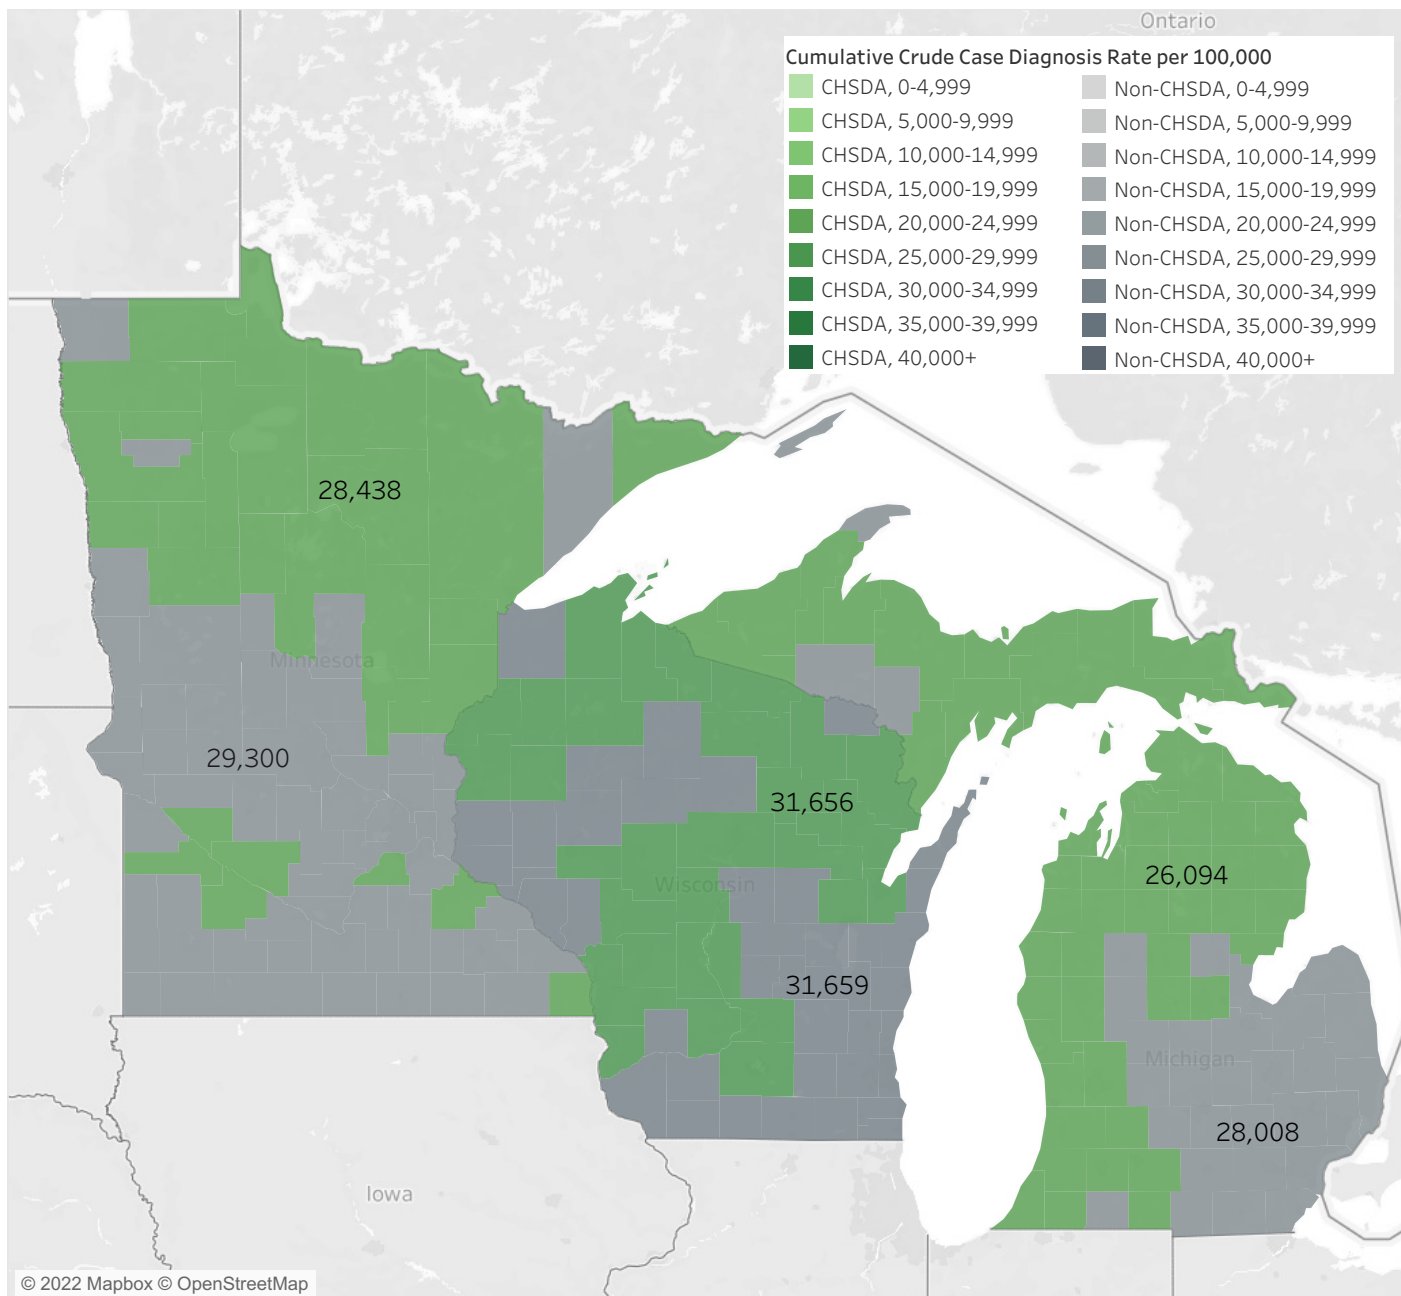 Ontario
Cumulative Crude Case Diagnosis Rate per 100,000
CHSDA, 0-4,999
CHSDA, 5,000-9,999
CHSDA, 10,000-14,999
CHSDA, 15,000-19,999
CHSDA, 20,000-24,999
CHSDA, 25,000-29,999
CHSDA, 30,000-34,999
CHSDA, 35,000-39,999
CHSDA, 40,000+
Non-CHSDA, 0-4,999
Non-CHSDA, 5,000-9,999
Non-CHSDA, 10,000-14,999
Non-CHSDA, 15,000-19,999
Non-CHSDA, 20,000-24,999
Non-CHSDA, 25,000-29,999
Non-CHSDA, 30,000-34,999
Non-CHSDA, 35,000-39,999
Non-CHSDA, 40,000+
28,438
Minnesota
29,300
31,656
26,094
Wisconsin
31,659
Michigan
28,008
Iowa
© 2022 Mapbox © OpenStreetMap